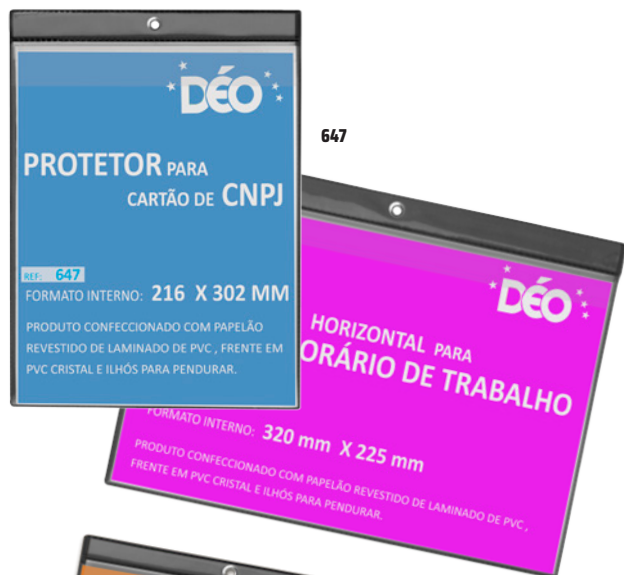 DÉO
PROTETOR PARA
CARTÃO DE CNPJ
REF: 647
FORMATO INTERNO: 216 X 302 MM
PRODUTO CONFECCIONADO COM PAPELÃO
REVESTIDO DE LAMINADO DE PVC , FRENTE EM
PVC CRISTAL E ILHÓS PARA PENDURAR.
647
DÉO
HORIZONTAL PARA
ORÁRIO DE TRABALHO
FORMATO INTERNO: 320 mm X 225 mm
PRODUTO CONFECCIONADO COM PAPELÃO REVESTIDO DE LAMINADO DE PVC ,
FRENTE EM PVC CRISTAL E ILHÓS PARA PENDURAR.